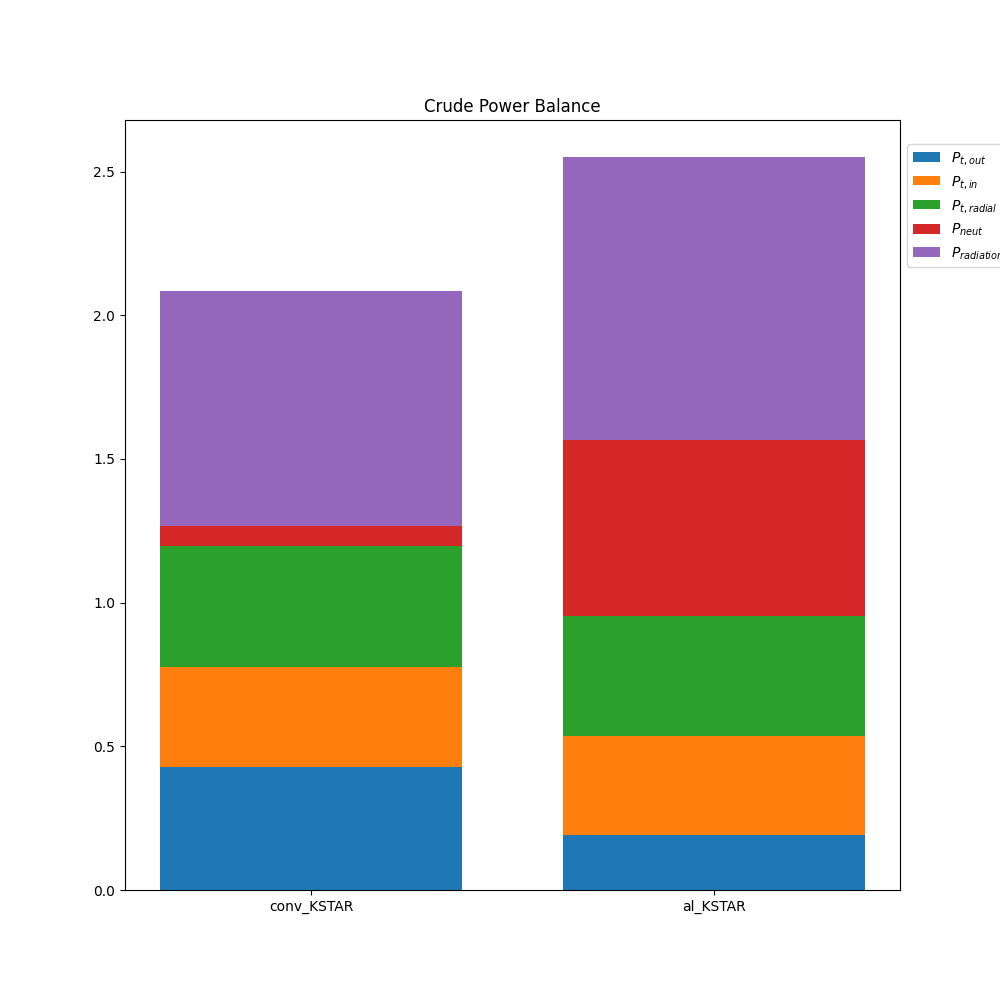 Crude Power Balance
2.5
2.0
1.5
1.0
0.5
0.0
conv_KSTAR al_KSTAR
P_{t,out}
P_{t,in}
P_{t,radial}
P_{neut}
P_{radiation}